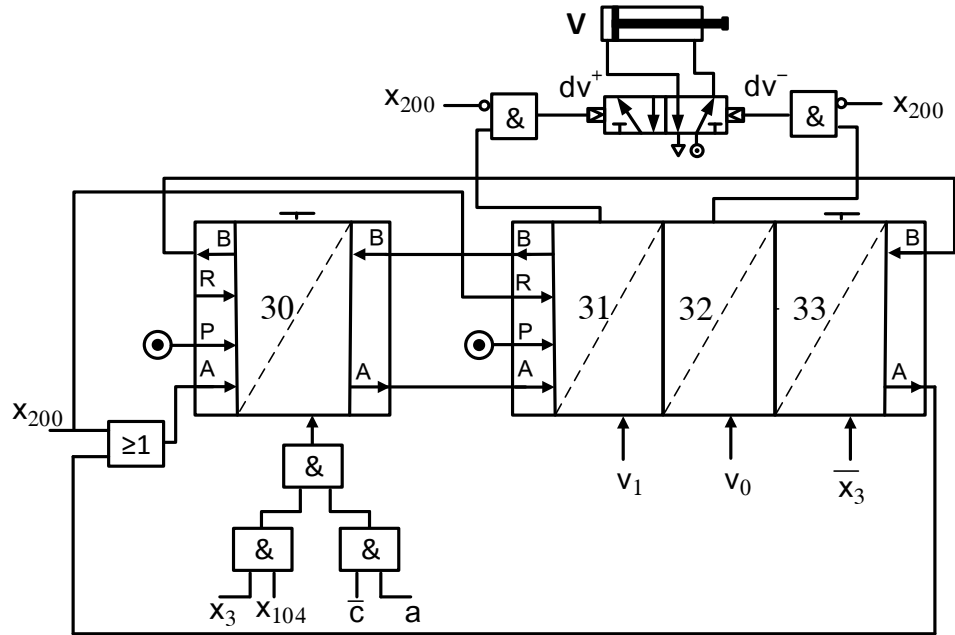 V
dv⁺ dv⁻
x₂₀₀ & & x₂₀₀
B B B B
R 30 R 31 32 33
P P
A A A A
x₂₀₀ ≥1
& v₁ v₀ x̅₃
& &
x₃ x₁₀₄ c̅ a